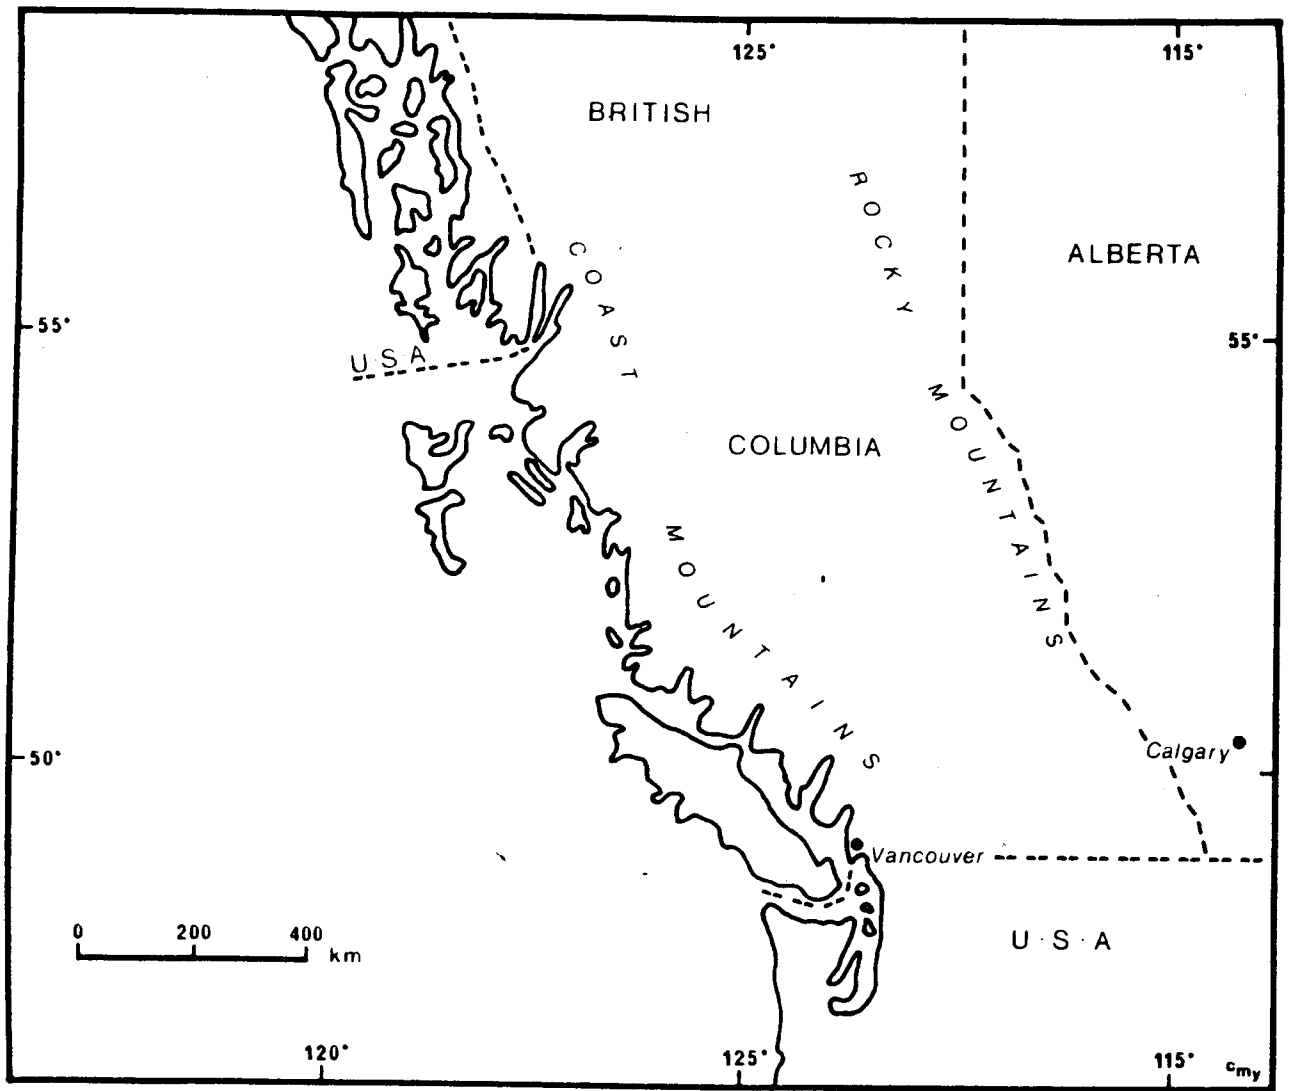 125°
115°
BRITISH
ROCKY MOUNTAINS
ALBERTA
COAST MOUNTAINS
55°
55°
U·S·A
COLUMBIA
50°
Calgary
Vancouver
0 200 400 km
U·S·A
120°
125°
115°
cmy